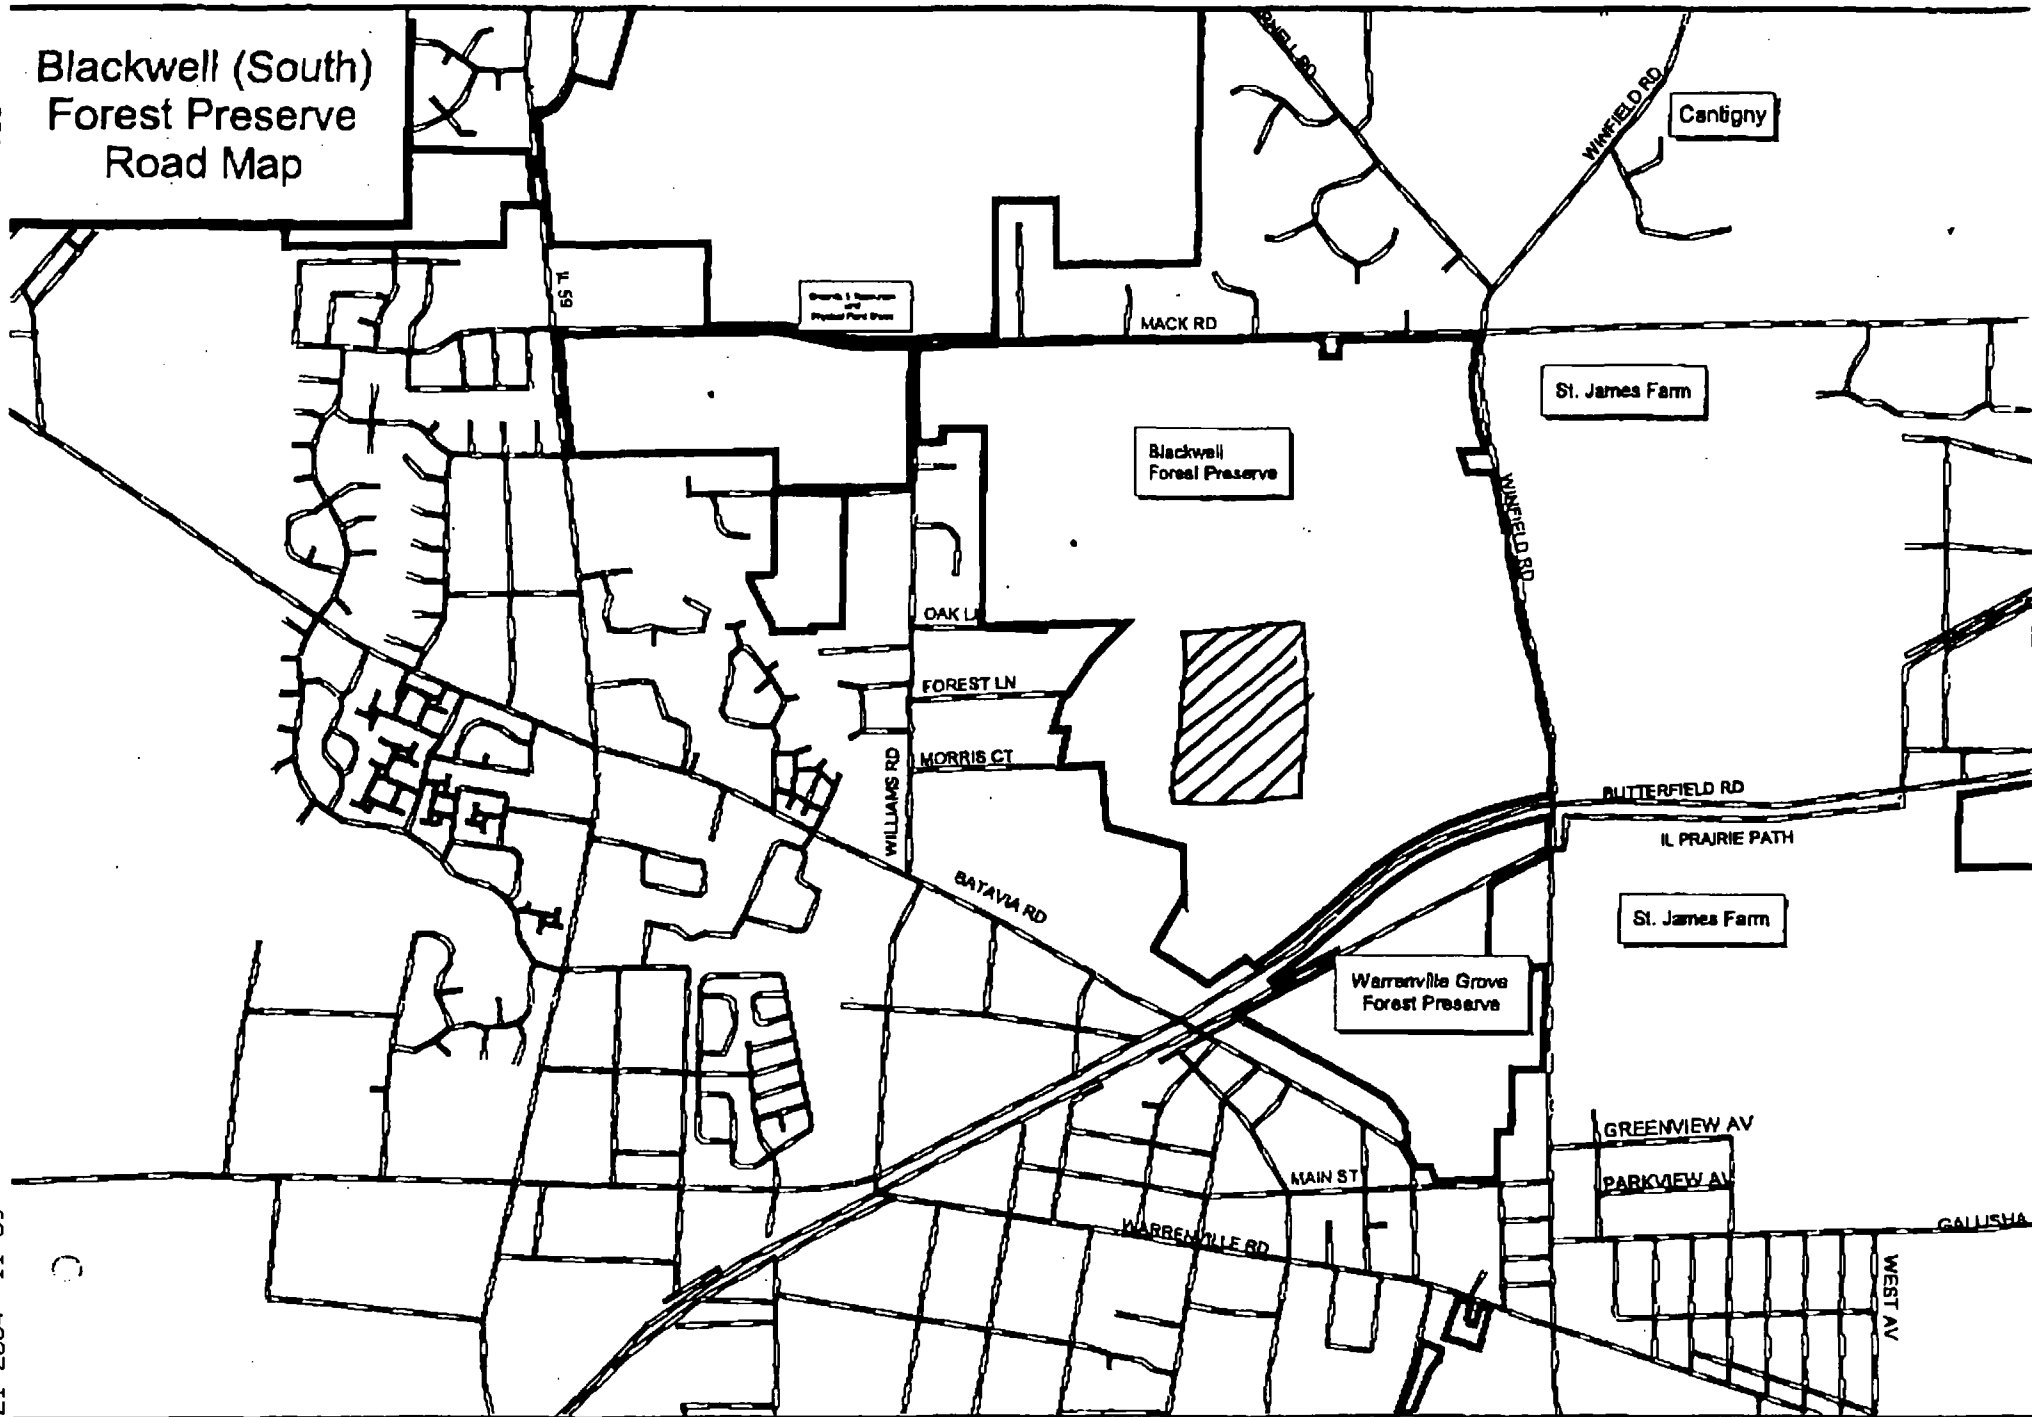 Blackwell (South)
Forest Preserve
Road Map
WINFIELD RD
Cantigny
IL 59
MACK RD
St. James Farm
Blackwell
Forest Preserve
WINFIELD RD
OAK LN
FOREST LN
MORRIS CT
WILLIAMS RD
BUTTERFIELD RD
IL PRAIRIE PATH
BATAVIA RD
St. James Farm
Warrenville Grove
Forest Preserve
GREENVIEW AV
MAIN ST
PARKVIEW AV
WARRENVILLE RD
GALUSHA
WEST AV